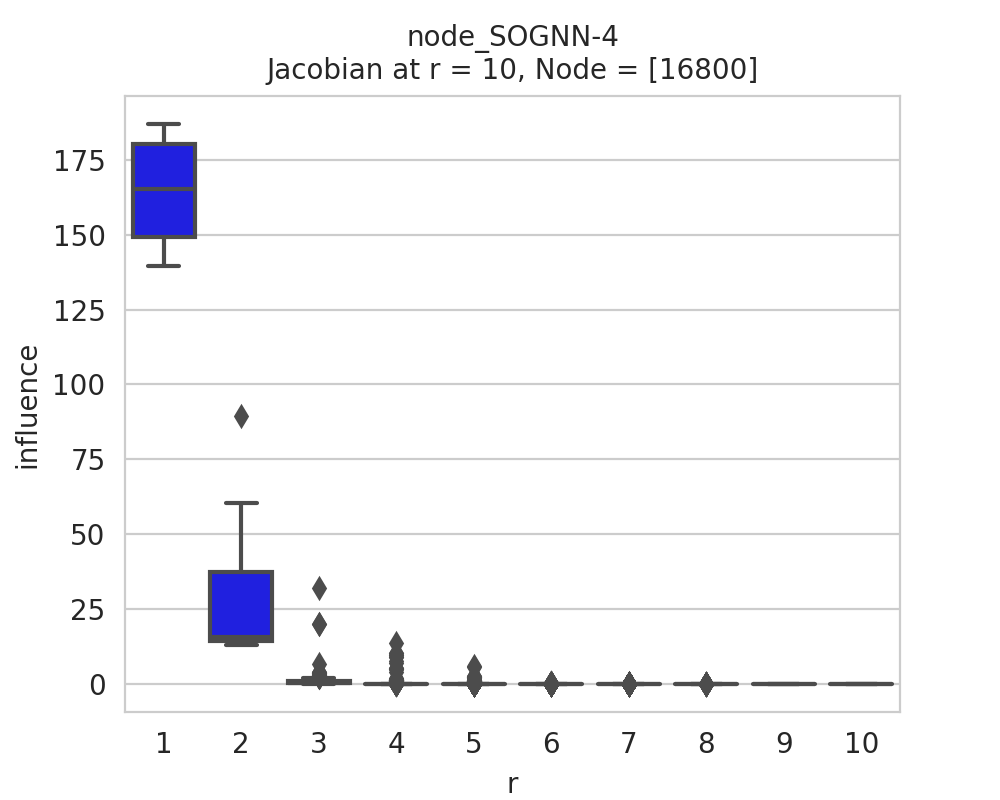 node_SOGNN-4
Jacobian at r = 10, Node = [16800]
influence
175
150
125
100
75
50
25
0
1 2 3 4 5 6 7 8 9 10
r